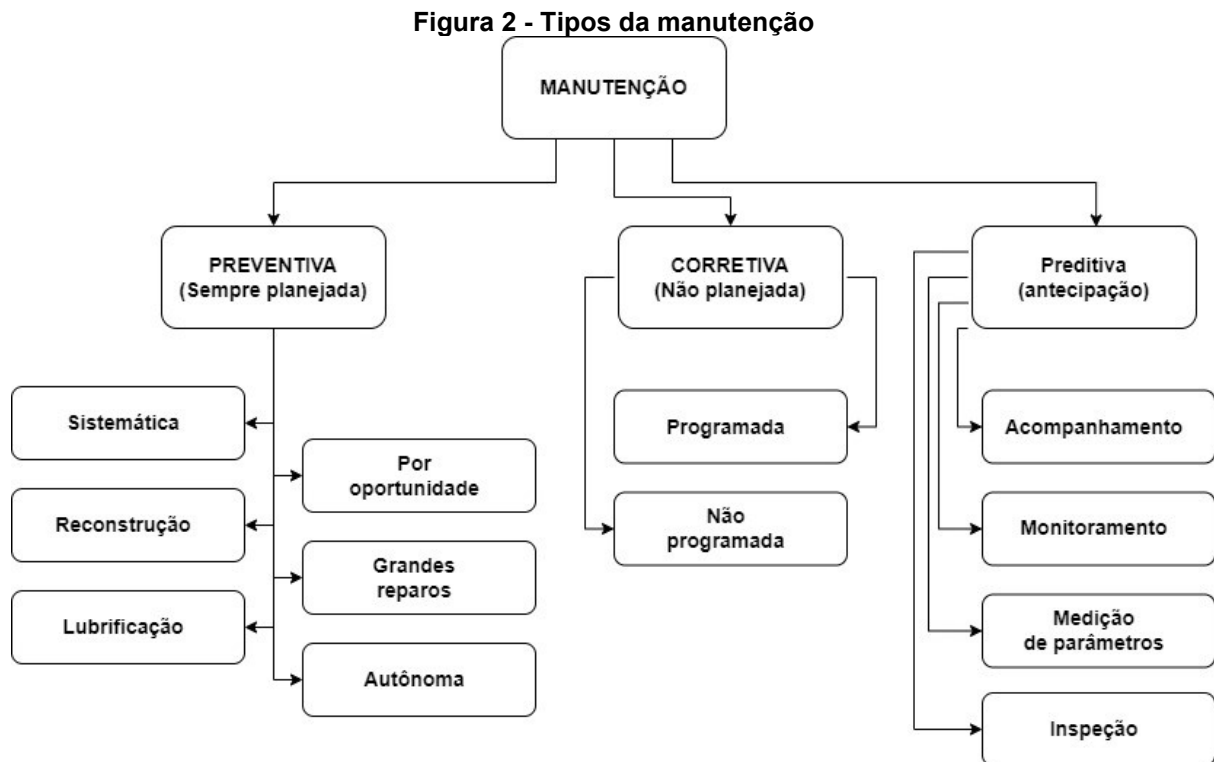 Figura 2 - Tipos da manutenção
MANUTENÇÃO
PREVENTIVA
(Sempre planejada)
CORRETIVA
(Não planejada)
Preditiva
(antecipação)
Sistemática
Por
oportunidade
Reconstrução
Grandes
reparos
Lubrificação
Autônoma
Programada
Não
programada
Acompanhamento
Monitoramento
Medição
de parâmetros
Inspeção